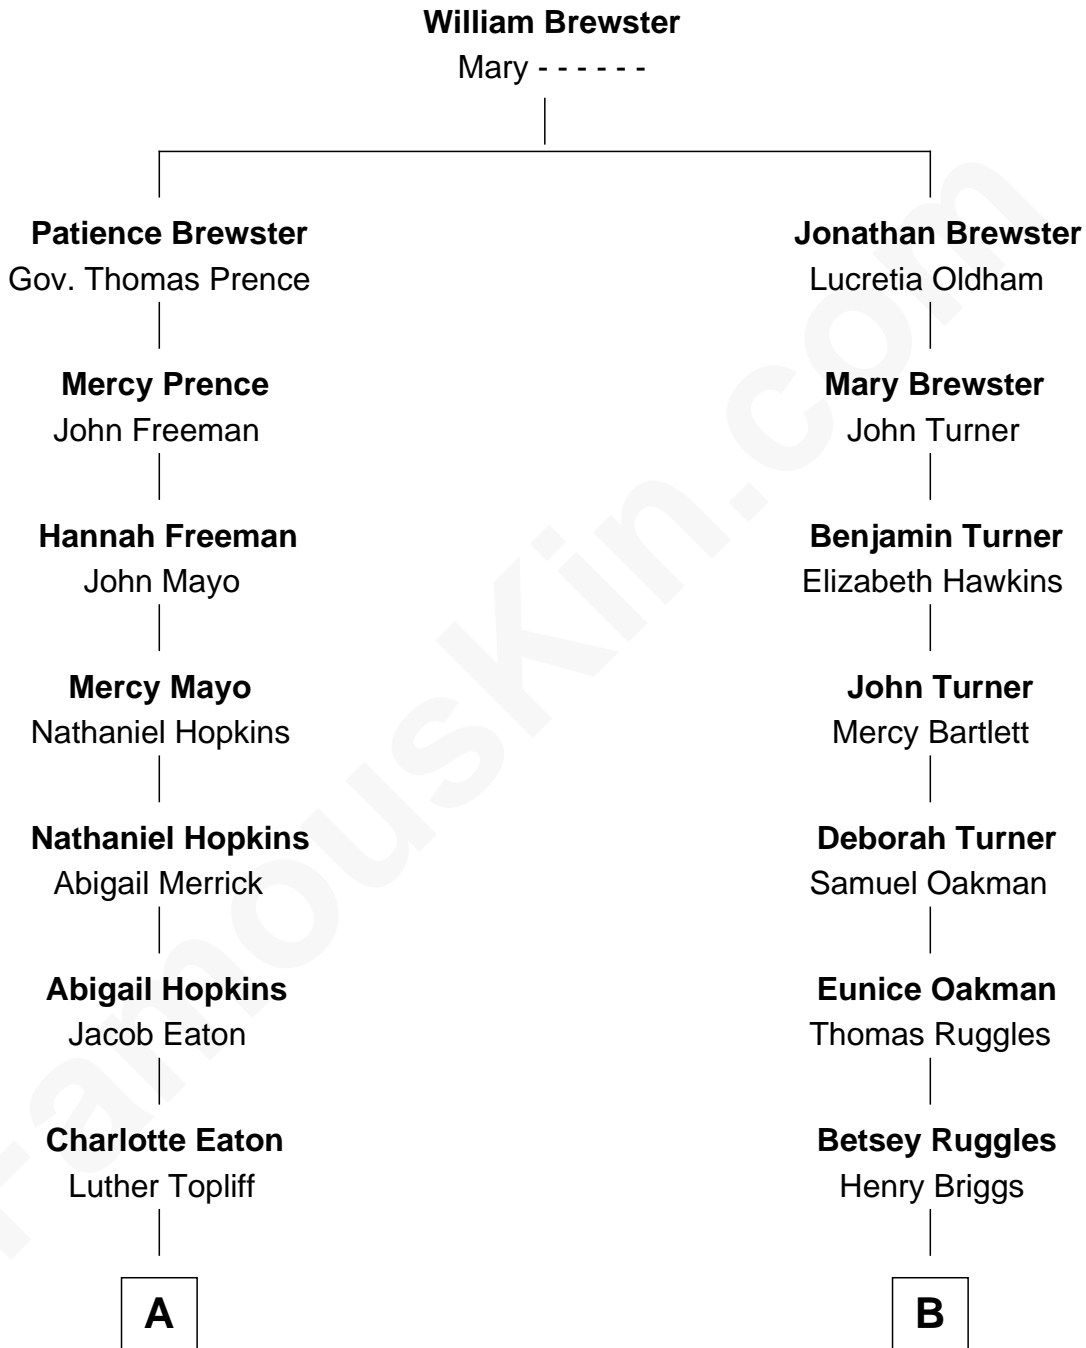 William Brewster
Mary - - - - - -
Patience Brewster
Gov. Thomas Prence
Jonathan Brewster
Lucretia Oldham
Mercy Prence
John Freeman
Mary Brewster
John Turner
Hannah Freeman
John Mayo
Benjamin Turner
Elizabeth Hawkins
Mercy Mayo
Nathaniel Hopkins
John Turner
Mercy Bartlett
Nathaniel Hopkins
Abigail Merrick
Deborah Turner
Samuel Oakman
Abigail Hopkins
Jacob Eaton
Eunice Oakman
Thomas Ruggles
Charlotte Eaton
Luther Topliff
Betsey Ruggles
Henry Briggs
A
B
FamousKin.com